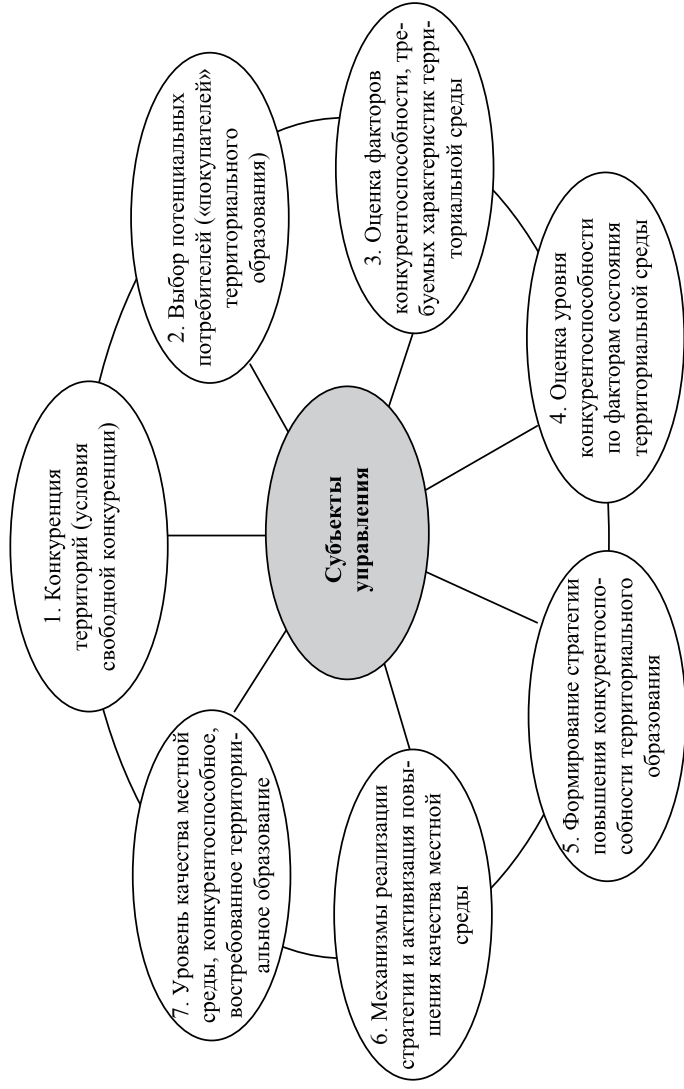 1. Конкуренция
территорий (условия
свободной конкуренции)
2. Выбор потенциальных
потребителей («покупателей»
территориального
образования)
3. Оценка факторов
конкурентоспособности, тре-
буемых характеристик терри-
ториальной среды
4. Оценка уровня
конкурентоспособности
по факторам состояния
территориальной среды
5. Формирование стратегии
повышения конкурентоспо-
собности территориального
образования
6. Механизмы реализации
стратегии и активизация повы-
шения качества местной
среды
7. Уровень качества местной
среды, конкурентоспособное,
востребованное территори-
альное образование
Субъекты
управления